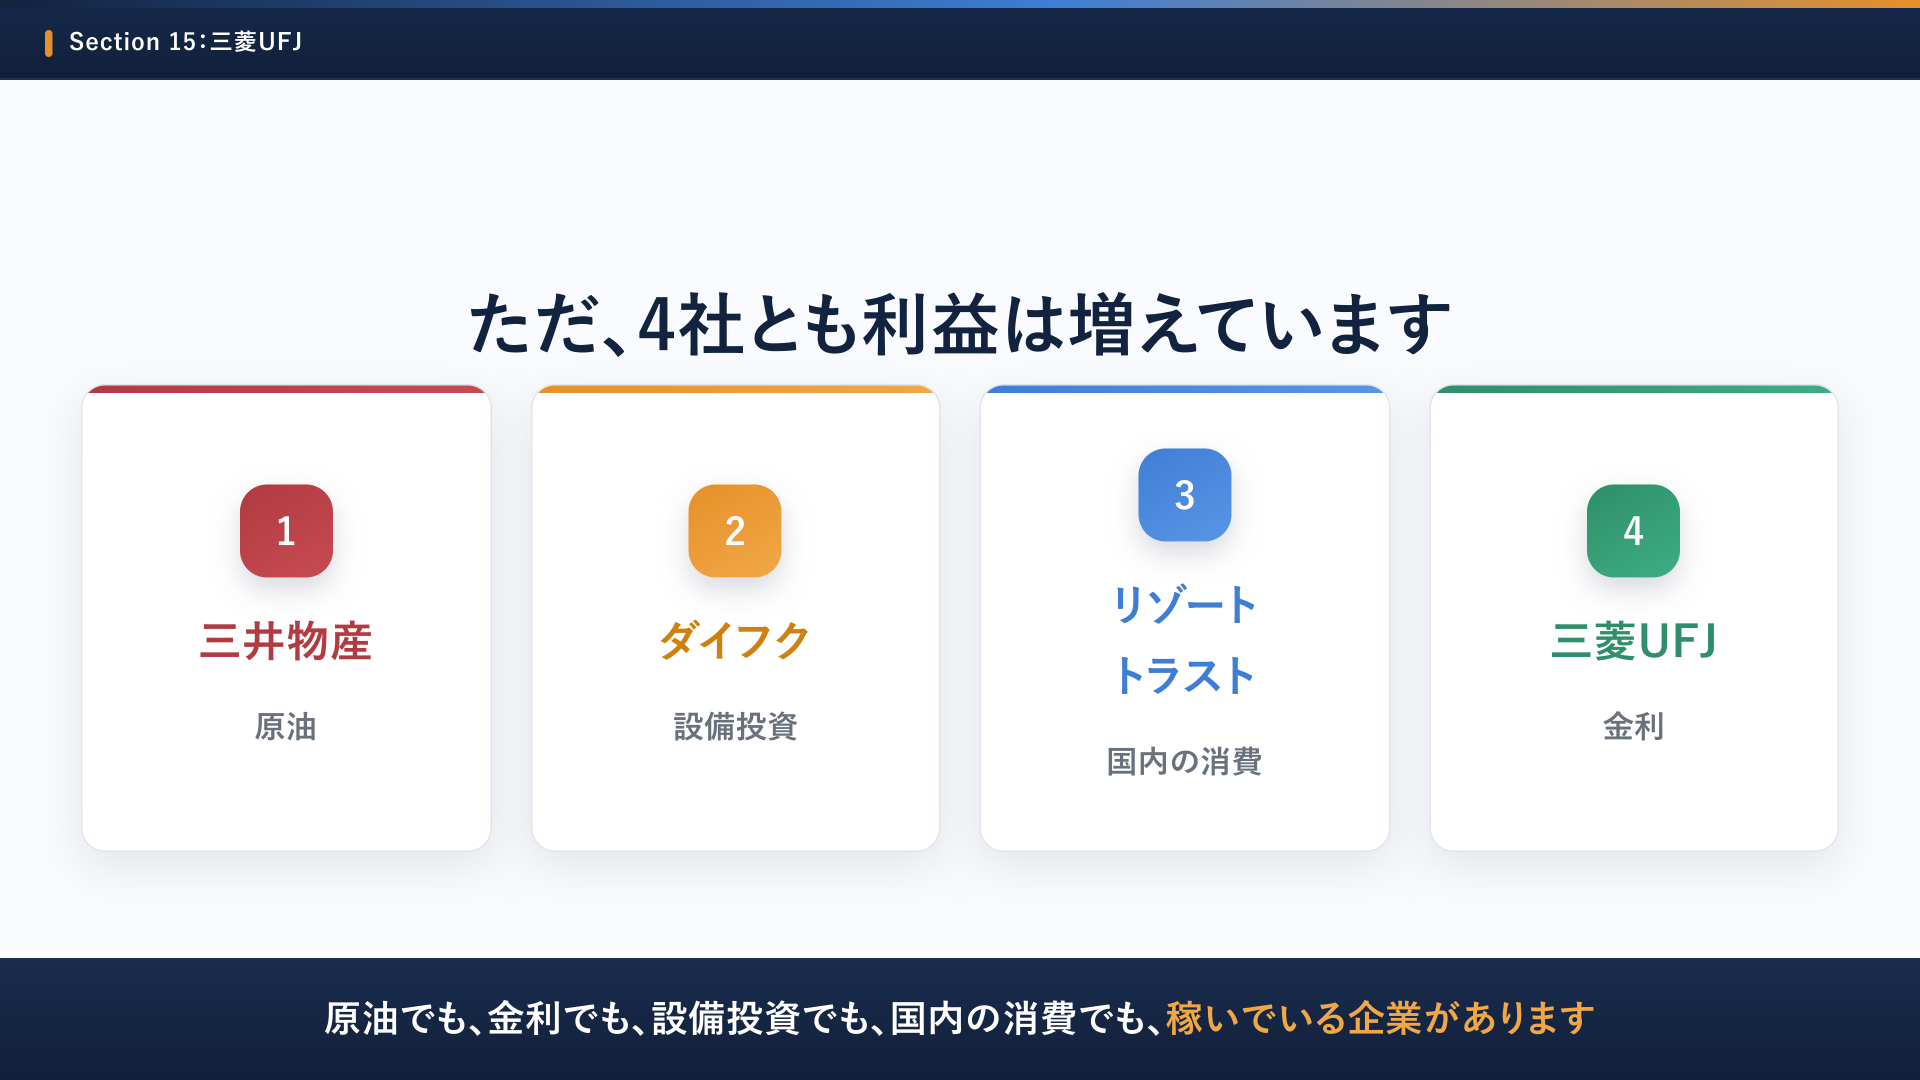 Section 15：三菱UFJ
ただ、4社とも利益は増えています
1
三井物産
原油
2
ダイフク
設備投資
3
リゾート
トラスト
国内の消費
4
三菱UFJ
金利
原油でも、金利でも、設備投資でも、国内の消費でも、稼いでいる企業があります